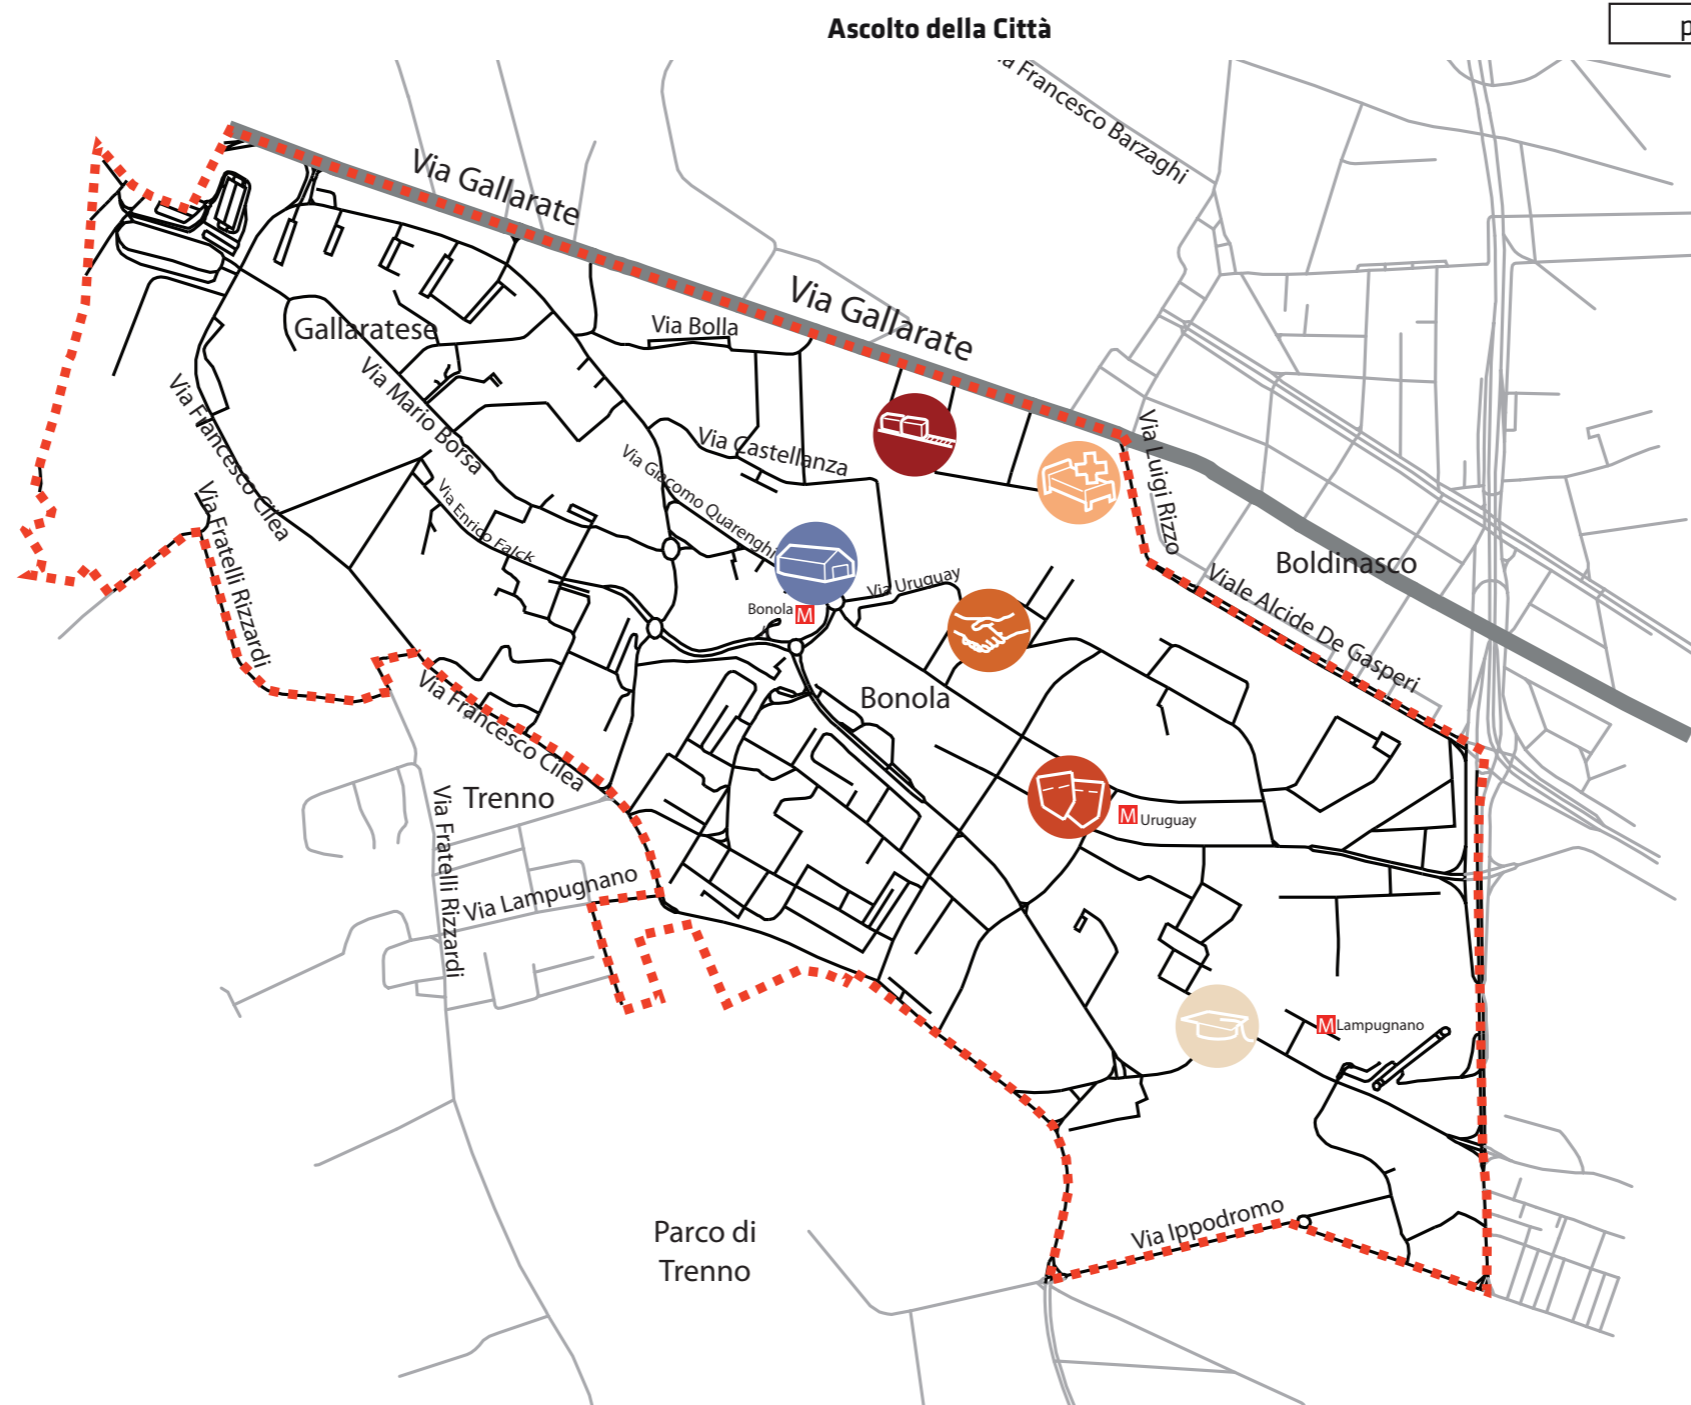 Ascolto della Città
p
Francesco Barzaghi
Via Gallarate
Via Gallarate
Via Bolla
Gallaratese
Via Mario Borsa
Via Francesco Cilea
Via Castellanza
Via Giacomo Quarenghi
Via Luigi Rizzo
Via Enrico Falck
Via Fratelli Rizzardi
Boldinasco
Viale Alcide De Gasperi
Via Uruguay
Bonola M
Bonola
Via Francesco Cilea
Trenno
Via Fratelli Rizzardi
M Uruguay
Via Lampugnano
M Lampugnano
Via Ippodromo
Parco di
Trenno